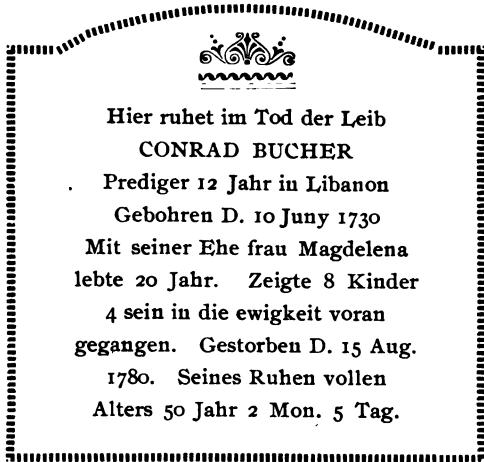 Hier ruhet im Tod der Leib
CONRAD BUCHER
Prediger 12 Jahr in Libanon
Gebohren D. 10 Juny 1730
Mit seiner Ehe frau Magdelena
lebte 20 Jahr. Zeigte 8 Kinder
4 sein in die ewigkeit voran
gegangen. Gestorben D. 15 Aug.
1780. Seines Ruhen vollen
Alters 50 Jahr 2 Mon. 5 Tag.